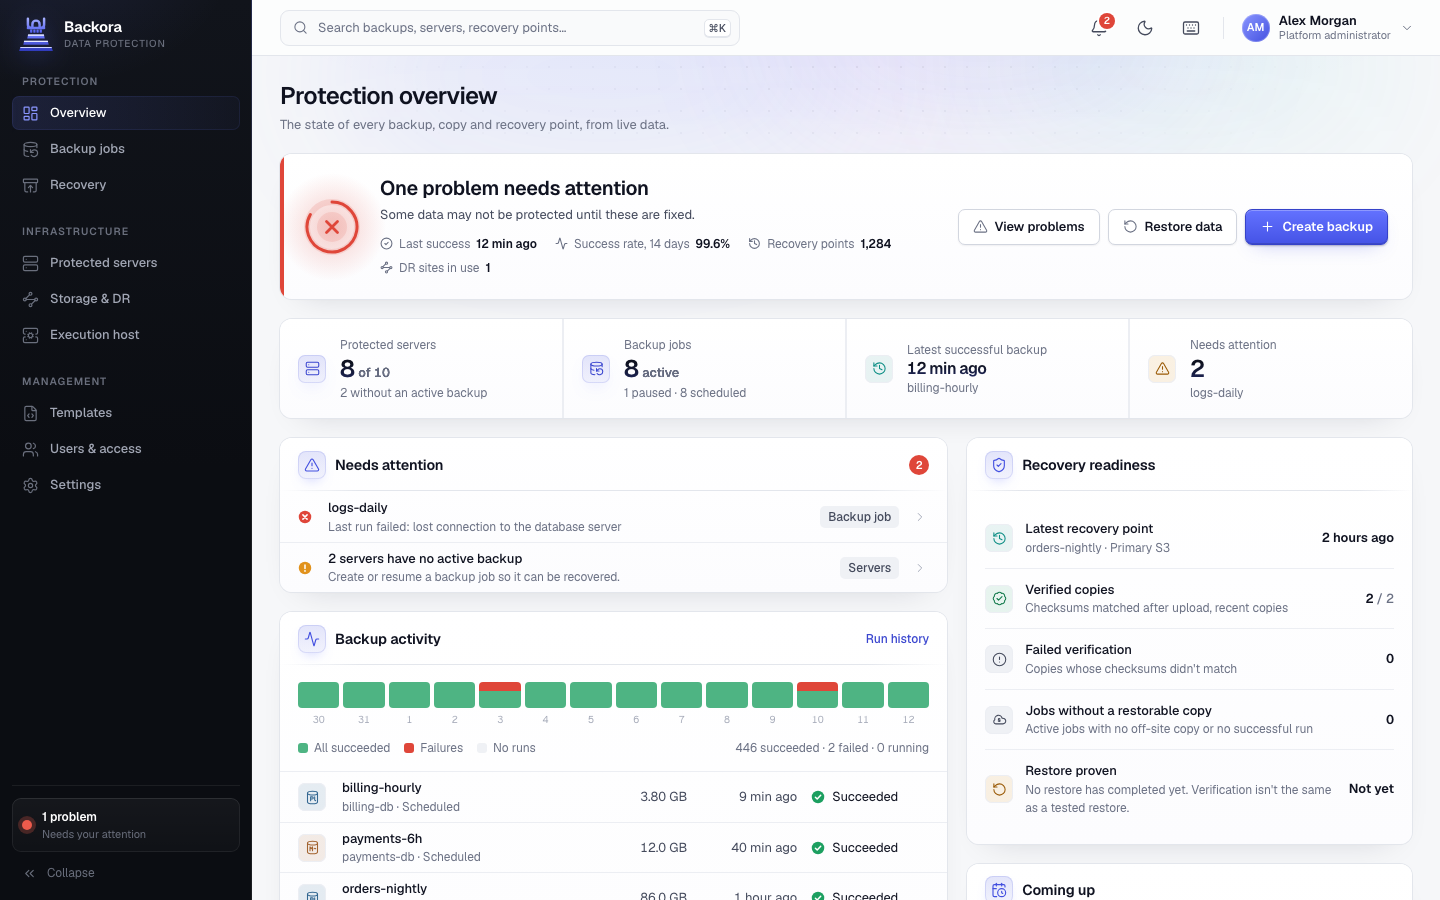 Backora
DATA PROTECTION
PROTECTION
Overview
Backup jobs
Recovery
INFRASTRUCTURE
Protected servers
Storage & DR
Execution host
MANAGEMENT
Templates
Users & access
Settings
1 problem
Needs your attention
Collapse
Search backups, servers, recovery points...
⌘K
2
AM
Alex Morgan
Platform administrator
Protection overview
The state of every backup, copy and recovery point, from live data.
One problem needs attention
Some data may not be protected until these are fixed.
Last success 12 min ago Success rate, 14 days 99.6% Recovery points 1,284
DR sites in use 1
View problems
Restore data
Create backup
Protected servers
8 of 10
2 without an active backup
Backup jobs
8 active
1 paused · 8 scheduled
Latest successful backup
12 min ago
billing-hourly
Needs attention
2
logs-daily
Needs attention
2
logs-daily
Last run failed: lost connection to the database server
Backup job
2 servers have no active backup
Create or resume a backup job so it can be recovered.
Servers
Backup activity
Run history
30 31 1 2 3 4 5 6 7 8 9 10 11 12
All succeeded Failures No runs
446 succeeded · 2 failed · 0 running
billing-hourly
billing-db · Scheduled
3.80 GB 9 min ago Succeeded
payments-6h
payments-db · Scheduled
12.0 GB 40 min ago Succeeded
orders-nightly
86.0 GB 1 hour ago Succeeded
Recovery readiness
Latest recovery point
orders-nightly · Primary S3
2 hours ago
Verified copies
Checksums matched after upload, recent copies
2 / 2
Failed verification
Copies whose checksums didn't match
0
Jobs without a restorable copy
Active jobs with no off-site copy or no successful run
0
Restore proven
No restore has completed yet. Verification isn't the same
as a tested restore.
Not yet
Coming up